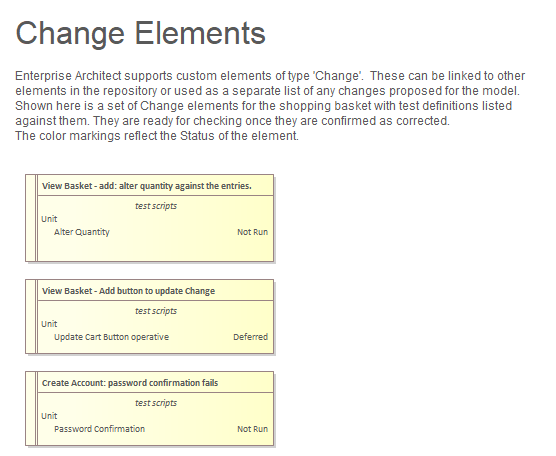 Change Elements
Enterprise Architect supports custom elements of type 'Change'.  These can be linked to other
elements in the repository or used as a separate list of any changes proposed for the model.
Shown here is a set of Change elements for the shopping basket with test definitions listed
against them. They are ready for checking once they are confirmed as corrected.
The color markings reflect the Status of the element.
View Basket - add: alter quantity against the entries.
test scripts
Unit
Alter Quantity Not Run
View Basket - Add button to update Change
test scripts
Unit
Update Cart Button operative Deferred
Create Account: password confirmation fails
test scripts
Unit
Password Confirmation Not Run